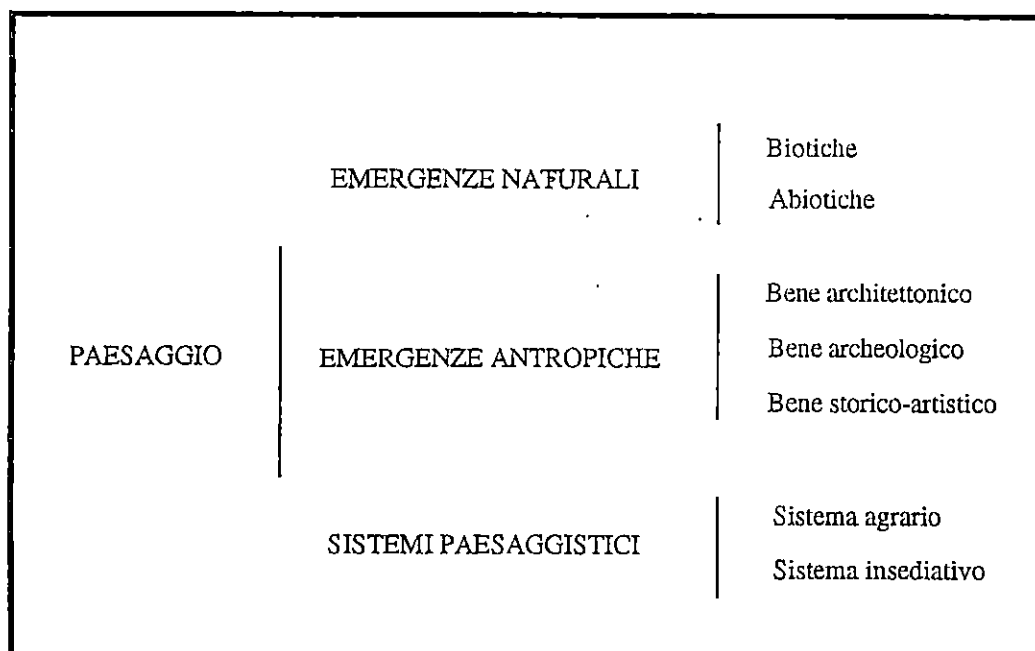 PAESAGGIO
EMERGENZE NATURALI
Biotiche
Abiotiche
EMERGENZE ANTROPICHE
Bene architettonico
Bene archeologico
Bene storico-artistico
SISTEMI PAESAGGISTICI
Sistema agrario
Sistema insediativo